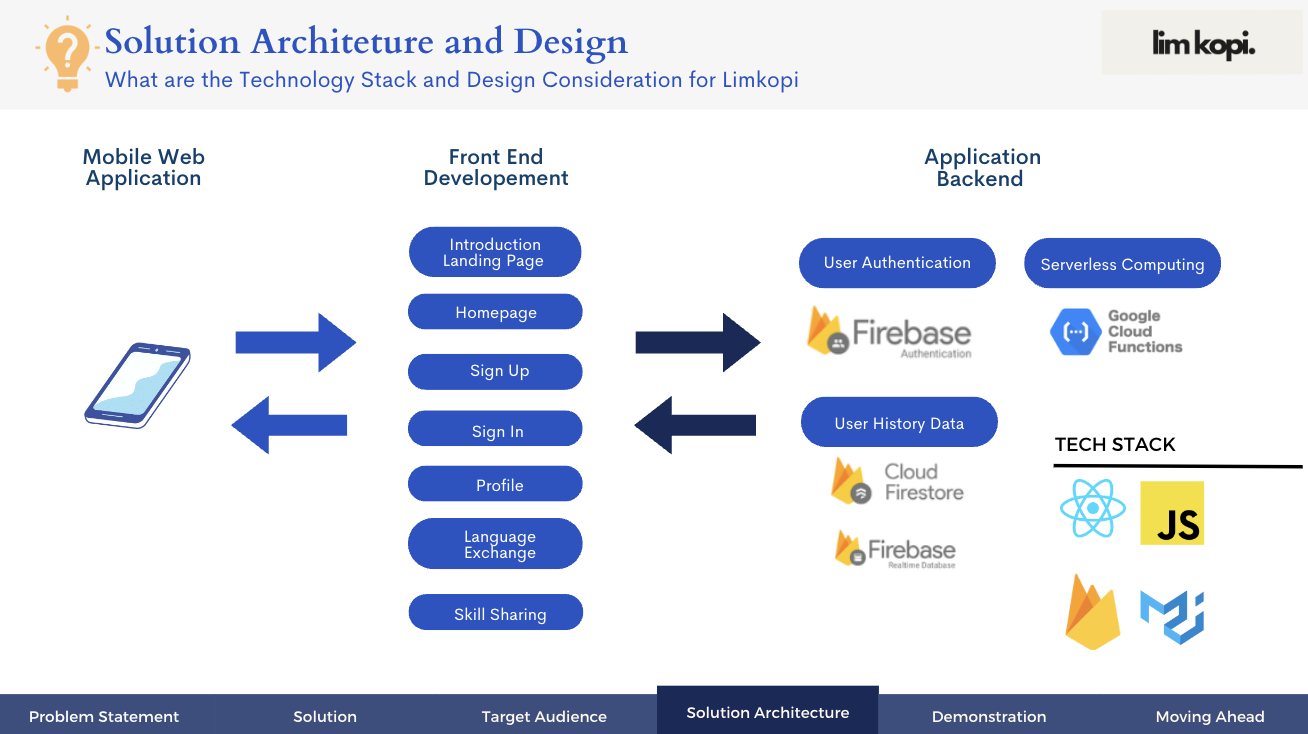 Solution Architeture and Design
What are the Technology Stack and Design Consideration for Limkopi
lim kopi.
Mobile Web
Application
Front End
Developement
Application
Backend
Introduction
Landing Page
Homepage
Sign Up
Sign In
Profile
Language
Exchange
Skill Sharing
User Authentication
Firebase
Authentication
Serverless Computing
Google
Cloud
Functions
User History Data
Cloud
Firestore
Firebase
Realtime Database
TECH STACK
JS
Problem Statement
Solution
Target Audience
Solution Architecture
Demonstration
Moving Ahead